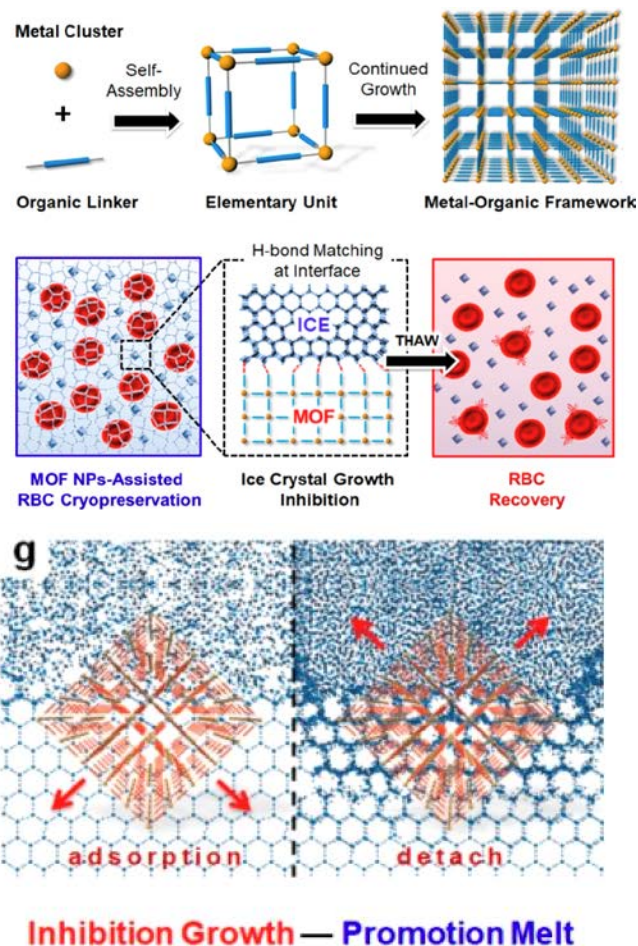 Metal Cluster
+
Organic Linker
Self-
Assembly
Elementary Unit
Continued
Growth
Metal-Organic Framework
MOF NPs-Assisted
RBC Cryopreservation
H-bond Matching
at Interface
ICE
MOF
Ice Crystal Growth
Inhibition
THAW
RBC
Recovery
g
adsorption
detach
Inhibition Growth — Promotion Melt